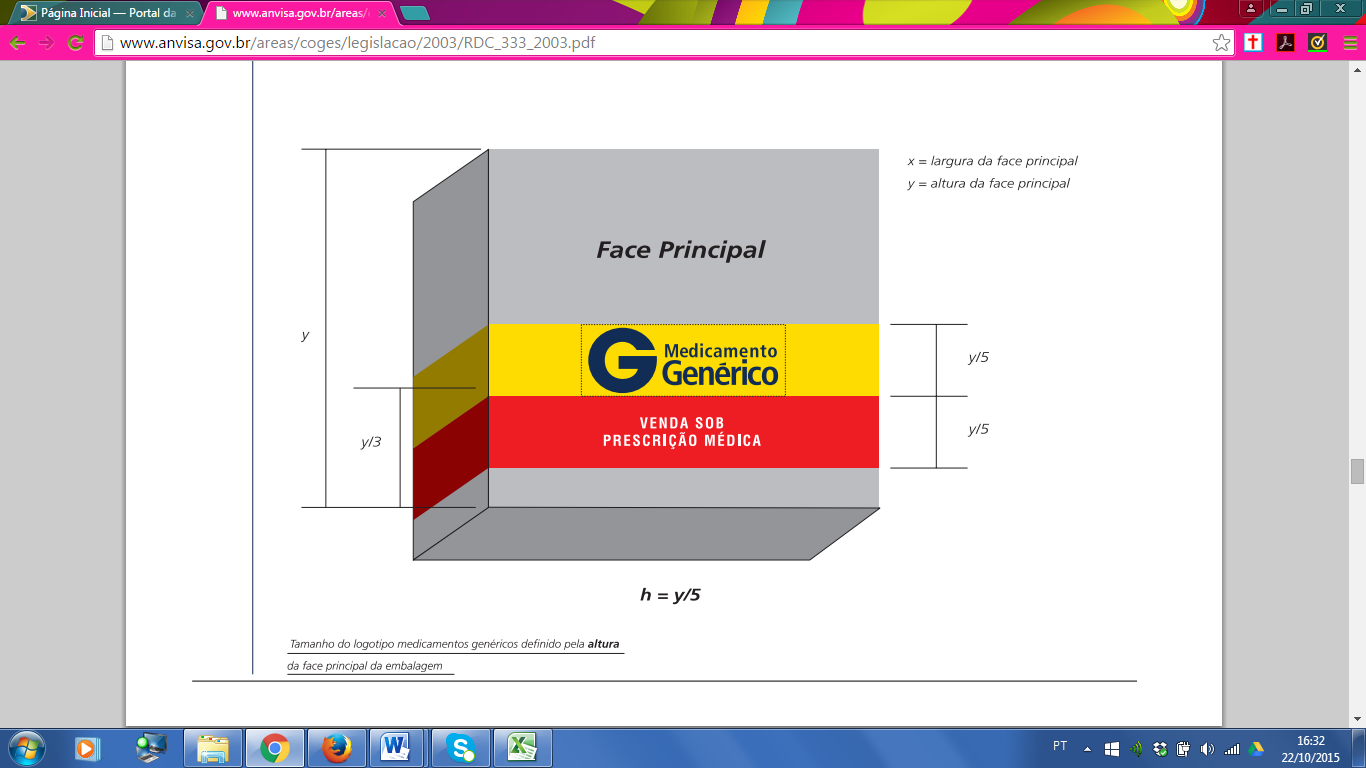 Página Inicial — Portal da
www.anvisa.gov.br/areas/
www.anvisa.gov.br/areas/coges/legislacao/2003/RDC_333_2003.pdf
x = largura da face principal
y = altura da face principal
Face Principal
y
Medicamento
Genérico
y/5
VENDA SOB
PRESCRIÇÃO MÉDICA
y/5
y/3
h = y/5
Tamanho do logotipo medicamentos genéricos definido pela altura
da face principal da embalagem
PT
16:32
22/10/2015